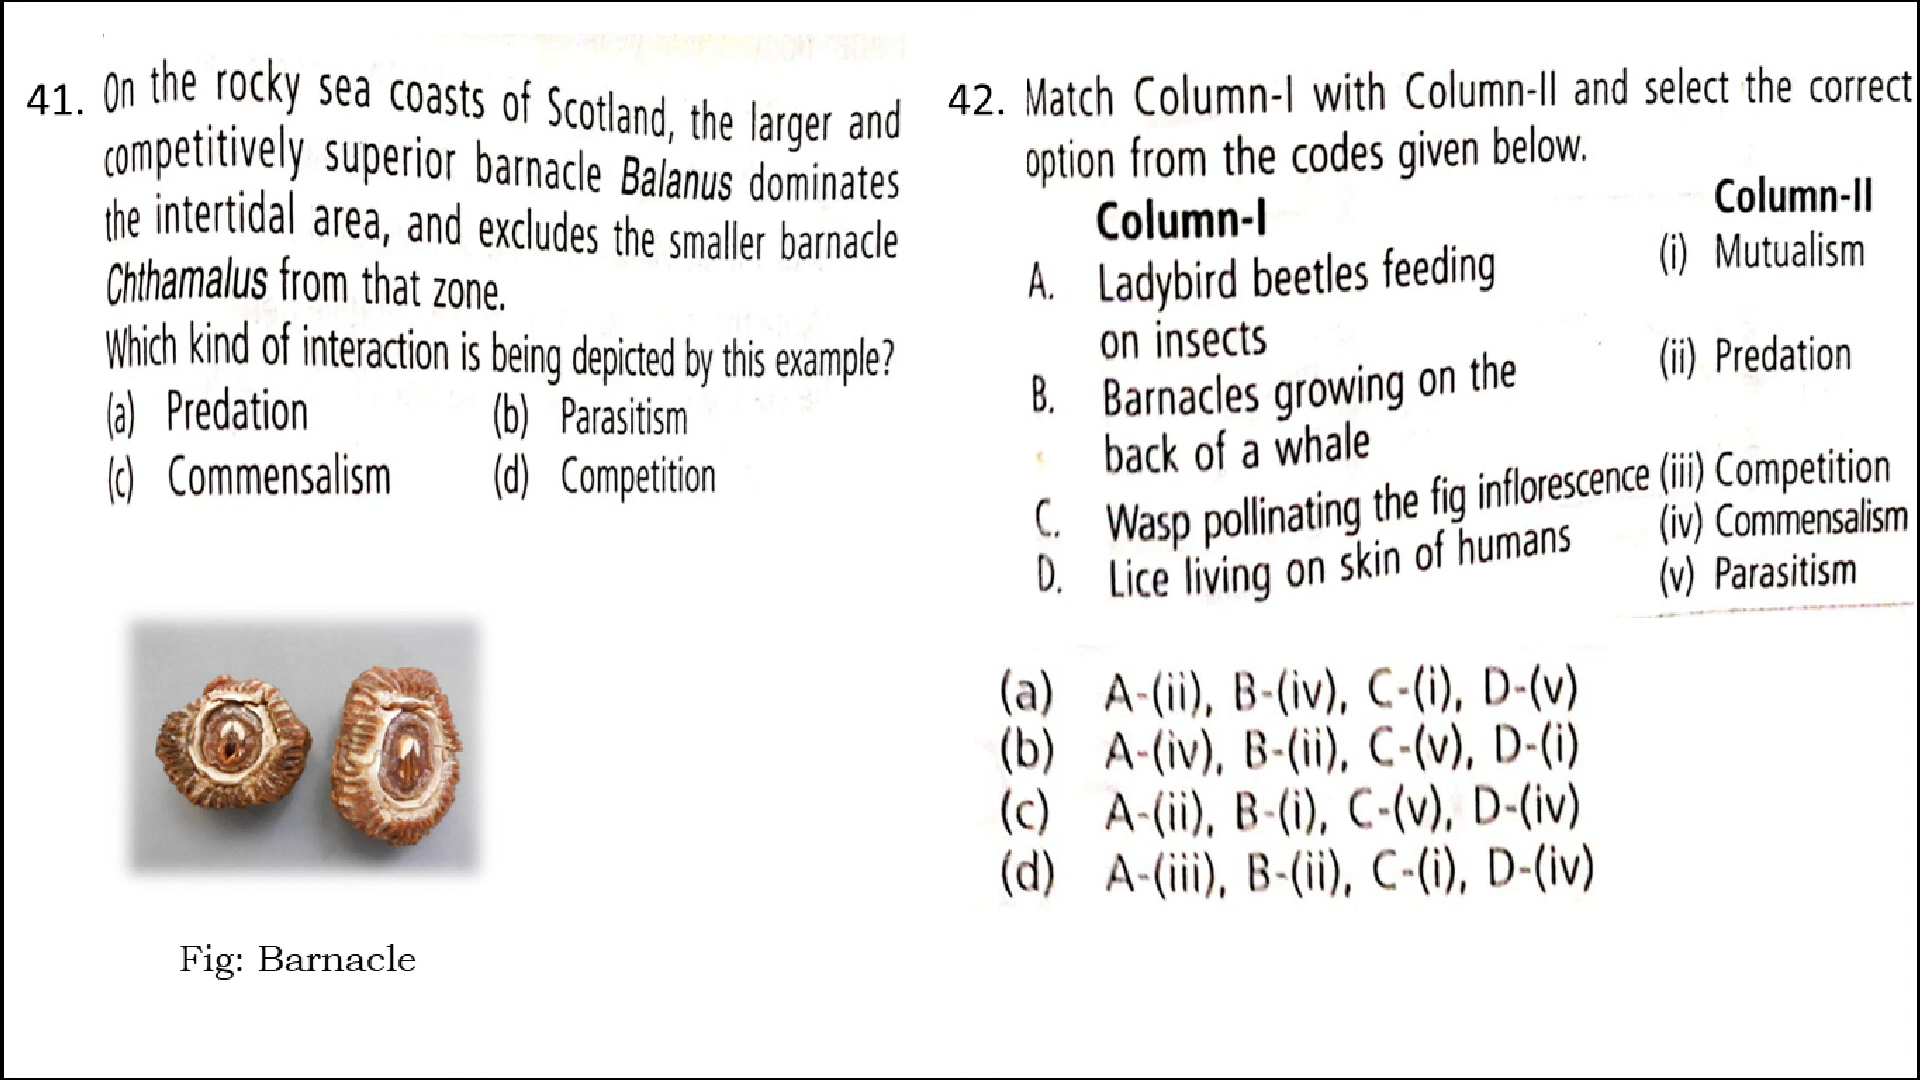 41. On the rocky sea coasts of Scotland, the larger and
competitively superior barnacle Balanus dominates
the intertidal area, and excludes the smaller barnacle
Chthamalus from that zone.
Which kind of interaction is being depicted by this example?
(a) Predation (b) Parasitism
(c) Commensalism (d) Competition
Fig: Barnacle
42. Match Column-I with Column-II and select the correct
option from the codes given below.
Column-I Column-II
A. Ladybird beetles feeding (i) Mutualism
on insects
B. Barnacles growing on the (ii) Predation
back of a whale
C. Wasp pollinating the fig inflorescence (iii) Competition
D. Lice living on skin of humans (iv) Commensalism
(v) Parasitism
(a) A-(ii), B-(iv), C-(i), D-(v)
(b) A-(iv), B-(ii), C-(v), D-(i)
(c) A-(ii), B-(i), C-(v), D-(iv)
(d) A-(iii), B-(ii), C-(i), D-(iv)